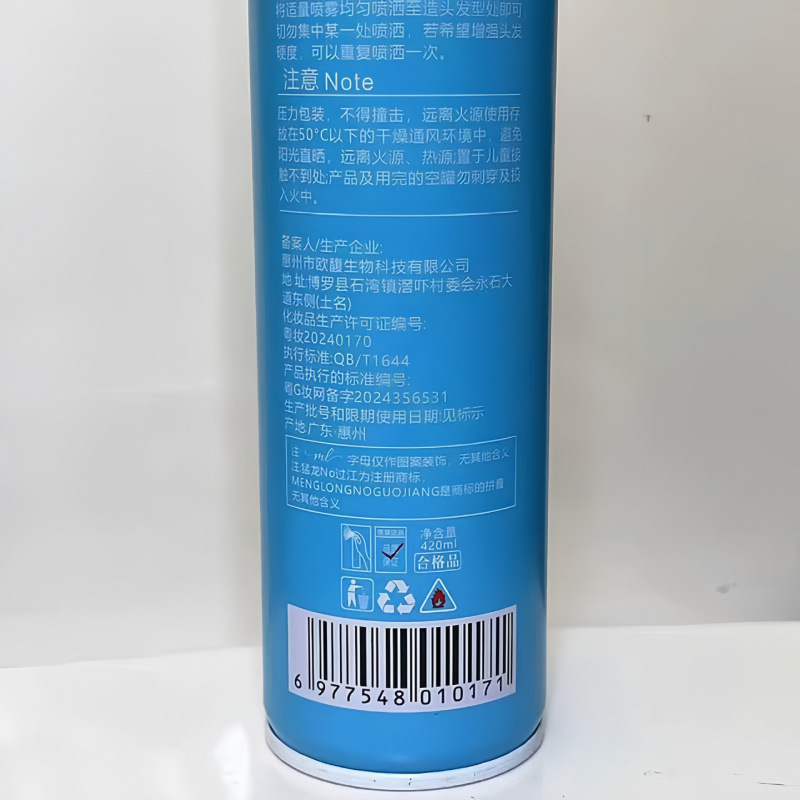 将适量喷雾均匀喷洒至造头发型处即可
切勿集中某一处喷洒，若希望增强头发
硬度，可以重复喷洒一次。
注意 Note
压力包装，不得撞击，远离火源使用存
放在50°C以下的干燥通风环境中，避免
阳光直晒，远离火源、热源;置于儿童接
触不到处;产品及用完的空罐勿刺穿及投
入火中。
备案人/生产企业:
惠州市欧馥生物科技有限公司
地 址:博罗县石湾镇滘吓村委会永石大
道东侧(土名)
化妆品生产许可证编号:
粤妆20240170
执行标准:QB/T1644
产品执行的标准编号:
粤G妆网备字2024356531
生产批号和限期使用日期:见标示
产地:广东·惠州
注 ml 字母仅作图案装饰，无其他含义
注:猛龙No过江为注册商标，
MENGLONGNOGUOJIANG是商标的拼音
无其他含义
净含量
420ml
合格品
6 977548 010171